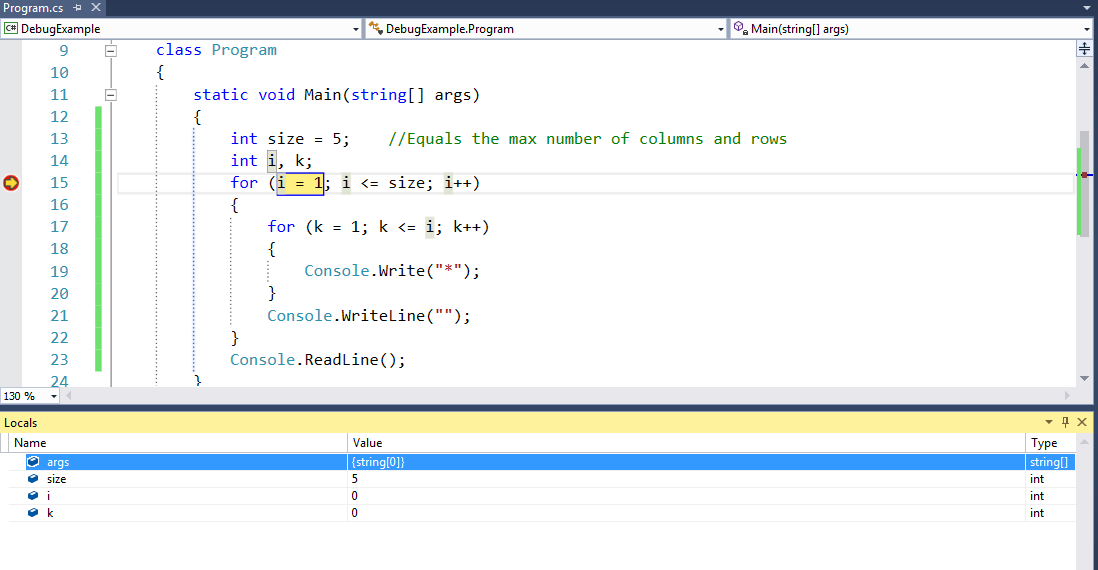 Program.cs
C# DebugExample DebugExample.Program Main(string[] args)
9 class Program
10 {
11 static void Main(string[] args)
12 {
13 int size = 5; //Equals the max number of columns and rows
14 int i, k;
15 for (i = 1; i <= size; i++)
16 {
17 for (k = 1; k <= i; k++)
18 {
19 Console.Write("*");
20 }
21 Console.WriteLine("");
22 }
23 Console.ReadLine();
24 }
130 %
Locals
Name Value Type
args {string[0]} string[]
size 5 int
i 0 int
k 0 int